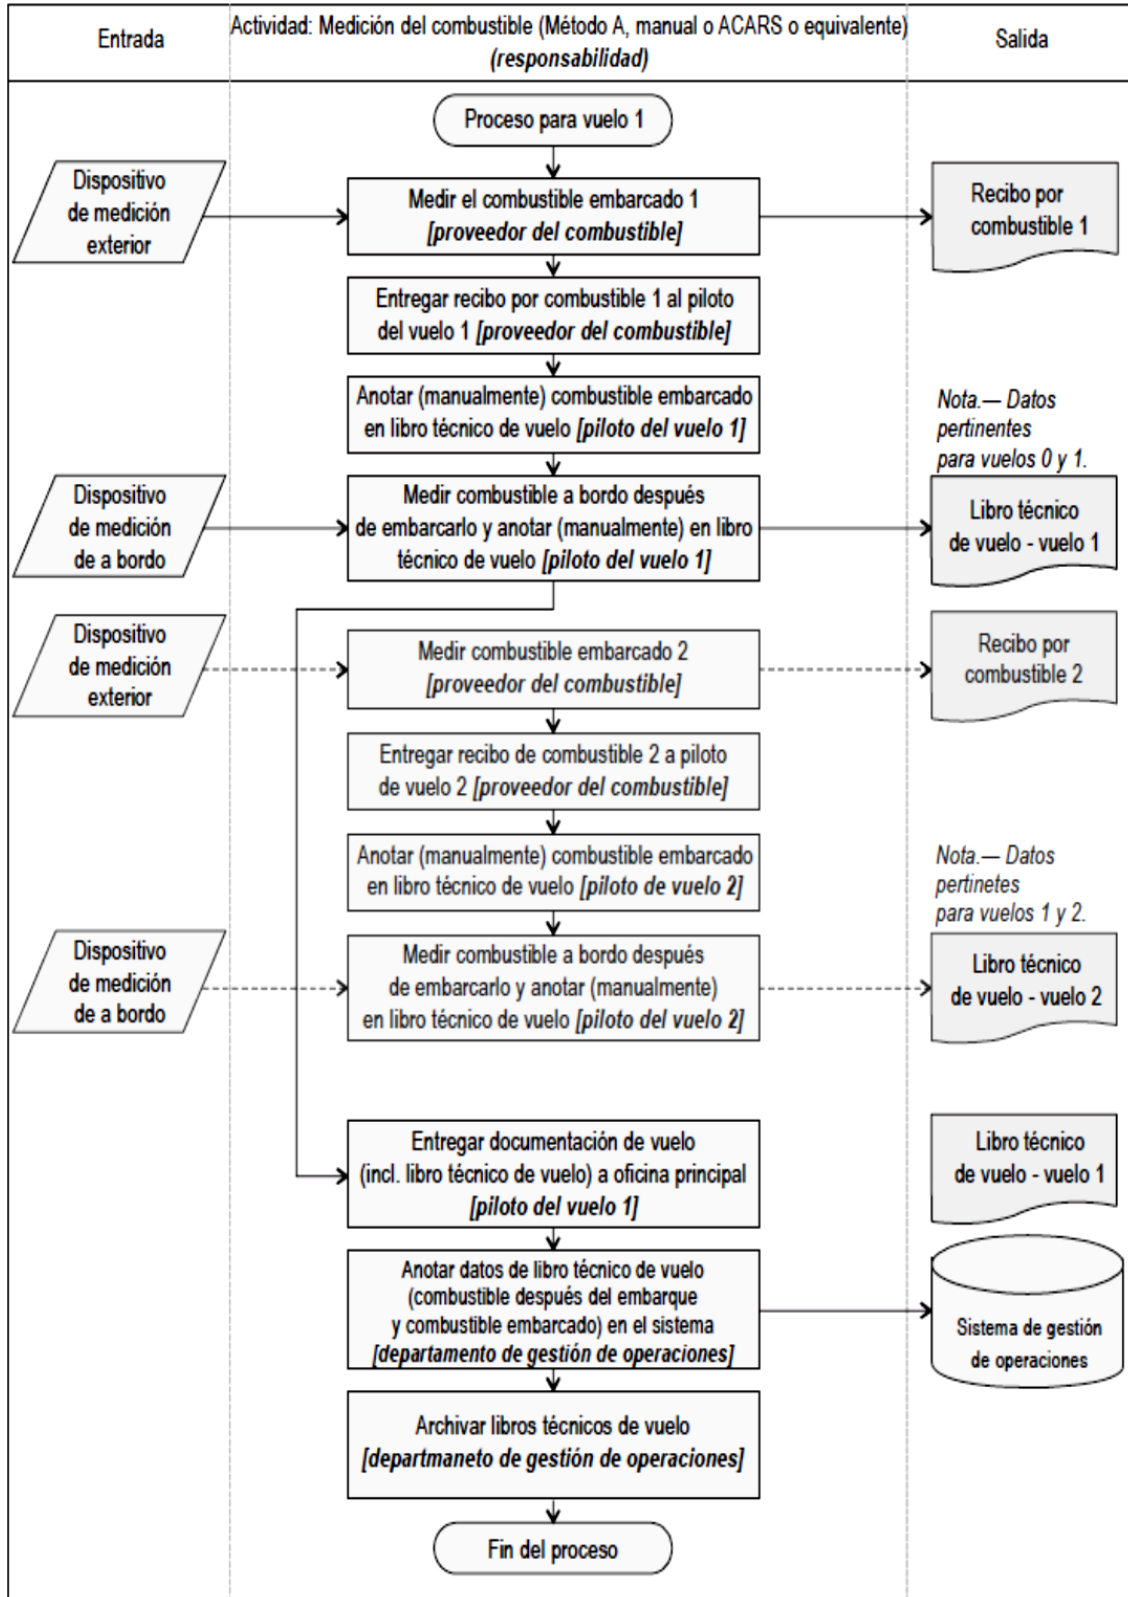 Entrada
Actividad: Medición del combustible (Método A, manual o ACARS o equivalente)
(responsabilidad)
Salida
Proceso para vuelo 1
Dispositivo
de medición
exterior
Medir el combustible embarcado 1
[proveedor del combustible]
Recibo por
combustible 1
Entregar recibo por combustible 1 al piloto
del vuelo 1 [proveedor del combustible]
Anotar (manualmente) combustible embarcado
en libro técnico de vuelo [piloto del vuelo 1]
Nota.— Datos
pertinentes
para vuelos 0 y 1.
Dispositivo
de medición
de a bordo
Medir combustible a bordo después
de embarcarlo y anotar (manualmente) en libro
técnico de vuelo [piloto del vuelo 1]
Libro técnico
de vuelo - vuelo 1
Dispositivo
de medición
exterior
Medir combustible embarcado 2
[proveedor del combustible]
Recibo por
combustible 2
Entregar recibo de combustible 2 a piloto
de vuelo 2 [proveedor del combustible]
Anotar (manualmente) combustible embarcado
en libro técnico de vuelo [piloto de vuelo 2]
Nota.— Datos
pertinetes
para vuelos 1 y 2.
Dispositivo
de medición
de a bordo
Medir combustible a bordo después
de embarcarlo y anotar (manualmente)
en libro técnico de vuelo [piloto del vuelo 2]
Libro técnico
de vuelo - vuelo 2
Entregar documentación de vuelo
(incl. libro técnico de vuelo) a oficina principal
[piloto del vuelo 1]
Libro técnico
de vuelo - vuelo 1
Anotar datos de libro técnico de vuelo
(combustible después del embarque
y combustible embarcado) en el sistema
[departamento de gestión de operaciones]
Sistema de gestión
de operaciones
Archivar libros técnicos de vuelo
[departmaneto de gestión de operaciones]
Fin del proceso